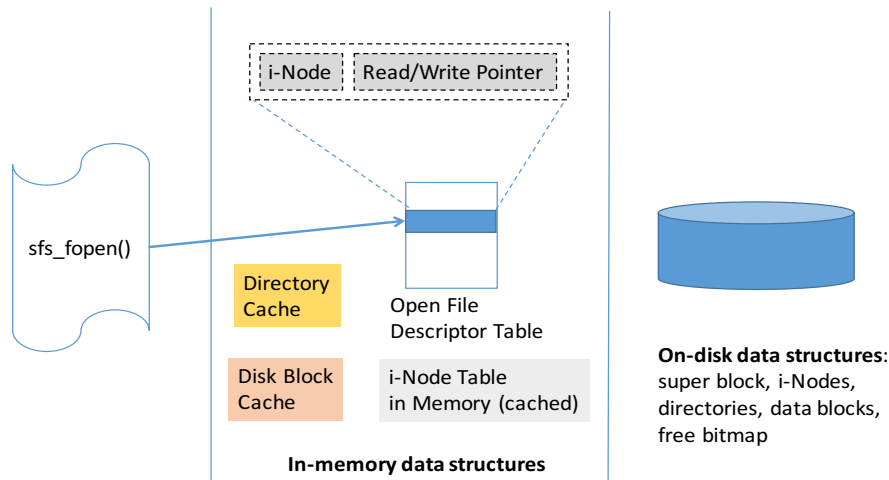 i-Node
Read/Write Pointer
sfs_fopen()
Directory
Cache
Open File
Descriptor Table
Disk Block
Cache
i-Node Table
in Memory (cached)
In-memory data structures
On-disk data structures:
super block, i-Nodes,
directories, data blocks,
free bitmap